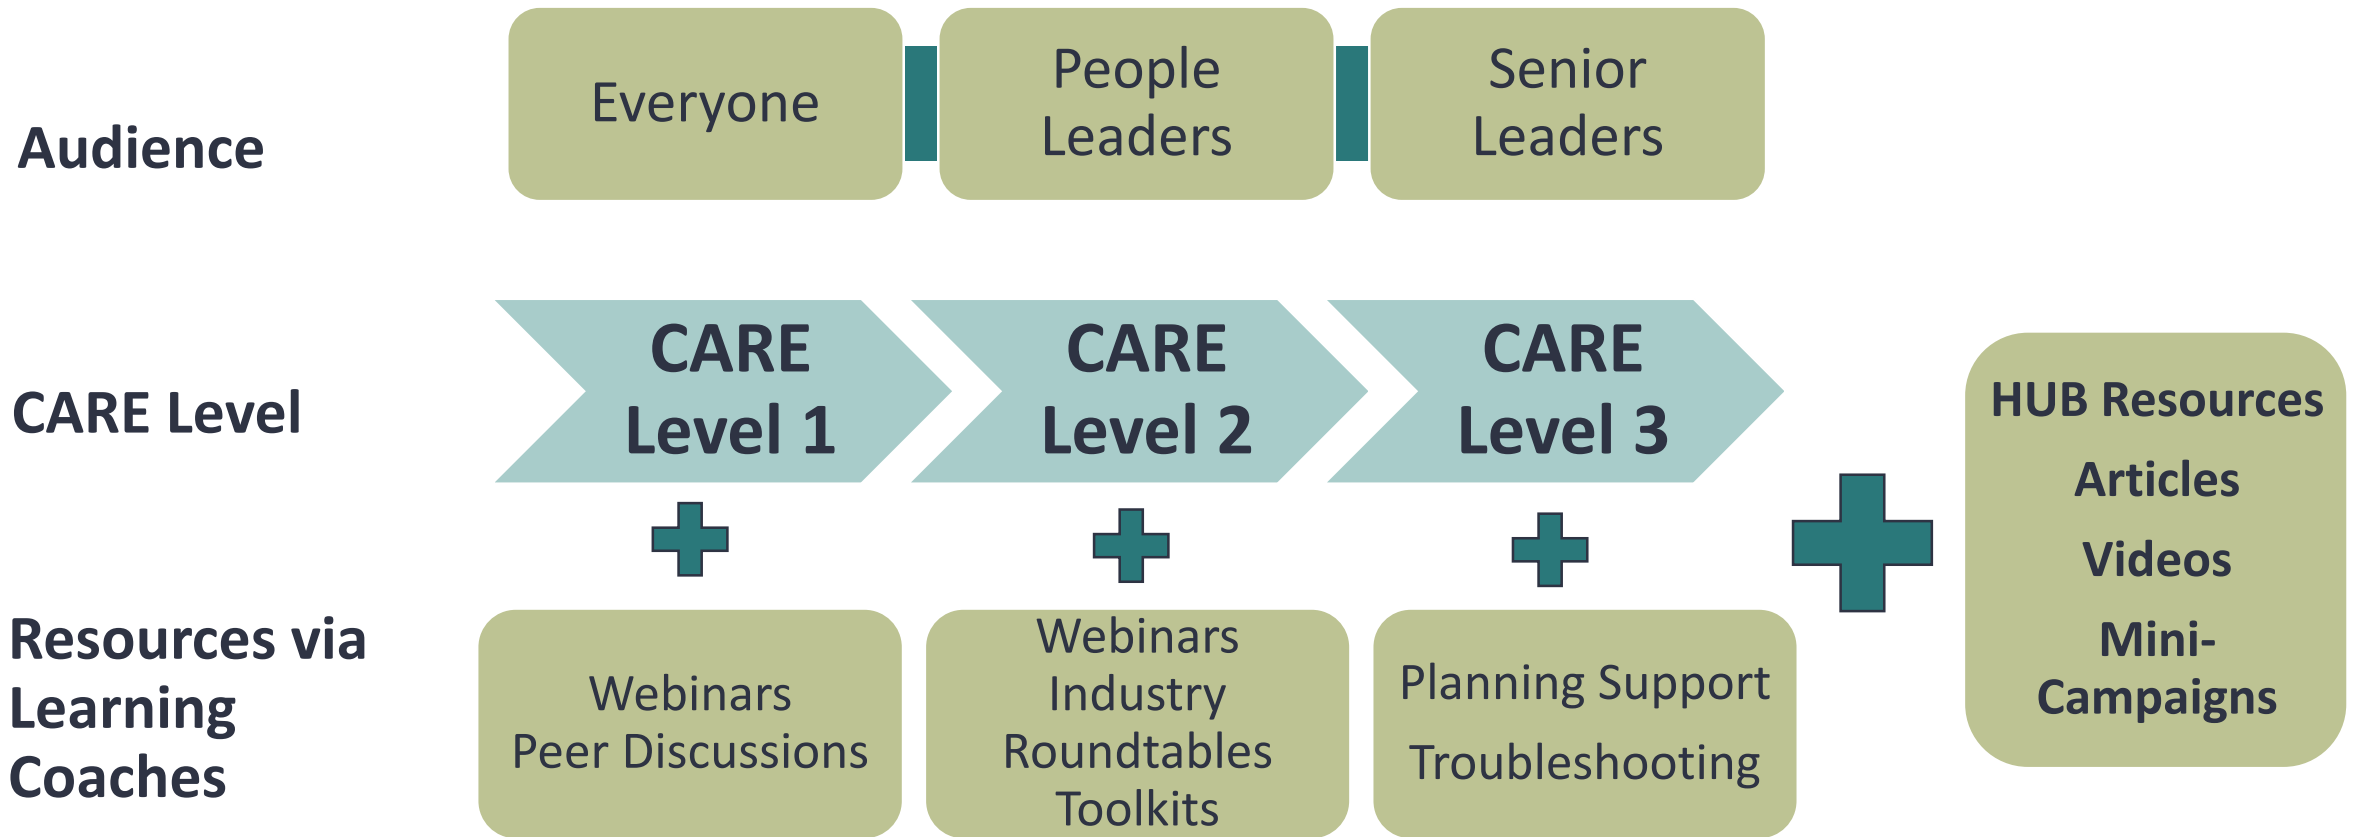 Audience
Everyone
People
Leaders
Senior
Leaders
CARE Level
CARE
Level 1
CARE
Level 2
CARE
Level 3
Resources via
Learning
Coaches
Webinars
Peer Discussions
Webinars
Industry
Roundtables
Toolkits
Planning Support
Troubleshooting
HUB Resources
Articles
Videos
Mini-
Campaigns